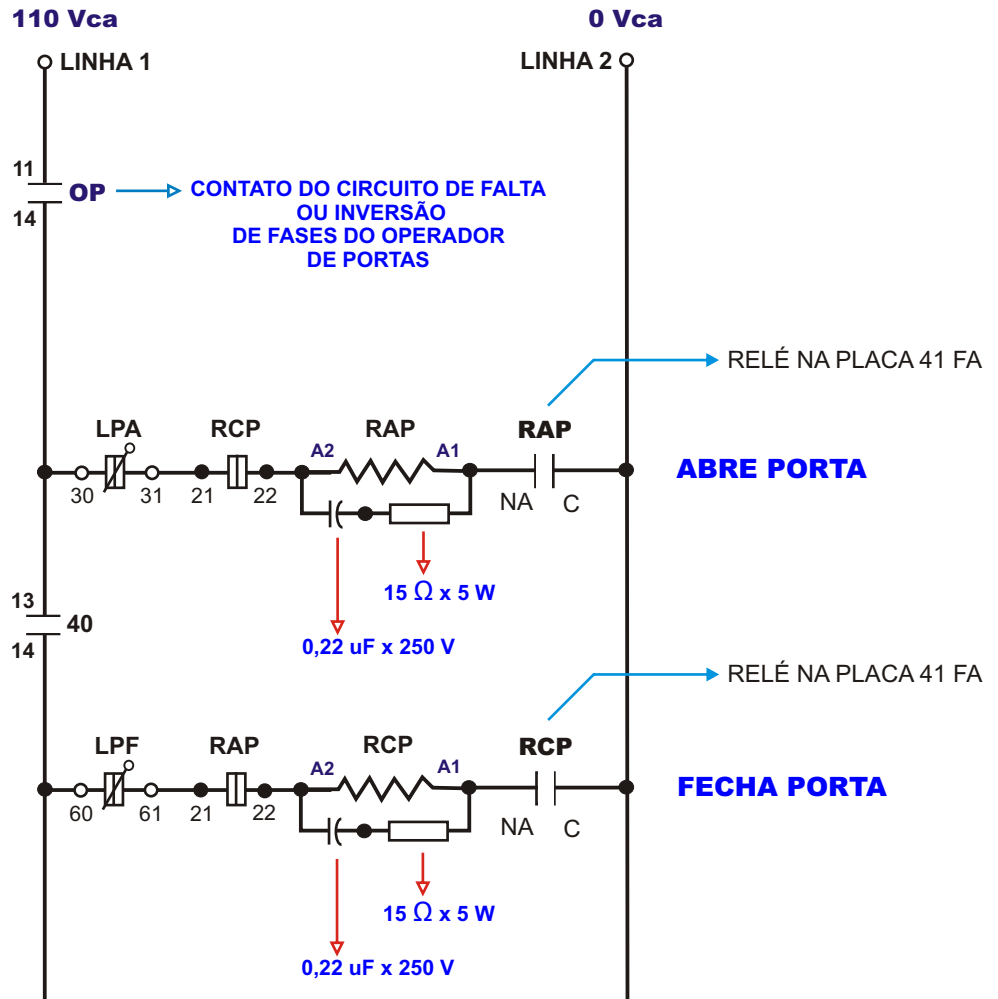 110 Vca
0 Vca
LINHA 1
LINHA 2
11
OP
14
CONTATO DO CIRCUITO DE FALTA
OU INVERSÃO
DE FASES DO OPERADOR
DE PORTAS
RELÉ NA PLACA 41 FA
LPA
RCP
RAP
RAP
A2
A1
ABRE PORTA
30
31
21
22
NA
C
15 Ω x 5 W
0,22 uF x 250 V
13
40
14
RELÉ NA PLACA 41 FA
LPF
RAP
RCP
RCP
A2
A1
FECHA PORTA
60
61
21
22
NA
C
15 Ω x 5 W
0,22 uF x 250 V